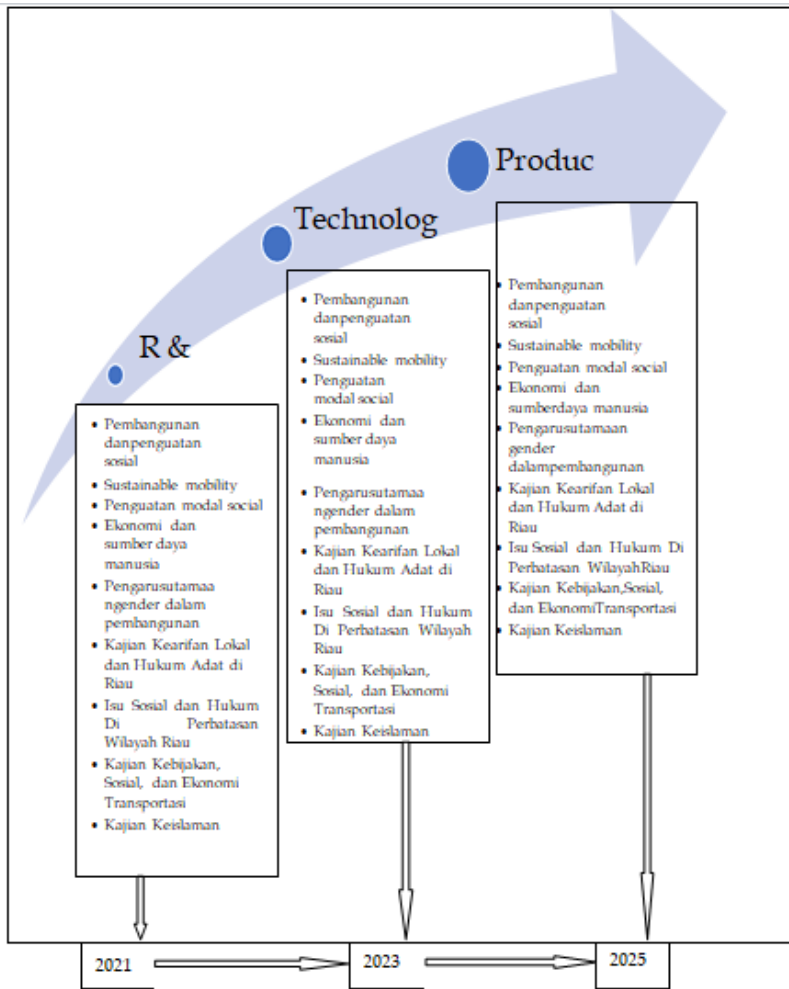 Produc
Technolog
R &
• Pembangunan
danpenguatan
sosial
• Sustainable mobility
• Penguatan modal social
• Ekonomi dan
sumber daya
manusia
• Pengarusutamaa
ngender dalam
pembangunan
• Kajian Kearifan Lokal
dan Hukum Adat di
Riau
• Isu Sosial dan Hukum
Di Perbatasan
Wilayah Riau
• Kajian Kebijakan,
Sosial, dan Ekonomi
Transportasi
• Kajian Keislaman
• Pembangunan
danpenguatan
sosial
• Sustainable mobility
• Penguatan
modal social
• Ekonomi dan
sumber daya
manusia
• Pengarusutamaa
ngender dalam
pembangunan
• Kajian Kearifan Lokal
dan Hukum Adat di
Riau
• Isu Sosial dan Hukum
Di Perbatasan Wilayah
Riau
• Kajian Kebijakan,
Sosial, dan Ekonomi
Transportasi
• Kajian Keislaman
• Pembangunan
danpenguatan
sosial
• Sustainable mobility
• Penguatan modal social
• Ekonomi dan
sumberdaya manusia
• Pengarusutamaan
gender
dalampembangunan
• Kajian Kearifan Lokal
dan Hukum Adat di
Riau
• Isu Sosial dan Hukum Di
Perbatasan WilayahRiau
• Kajian Kebijakan,Sosial,
dan EkonomiTransportasi
• Kajian Keislaman
2021
2023
2025